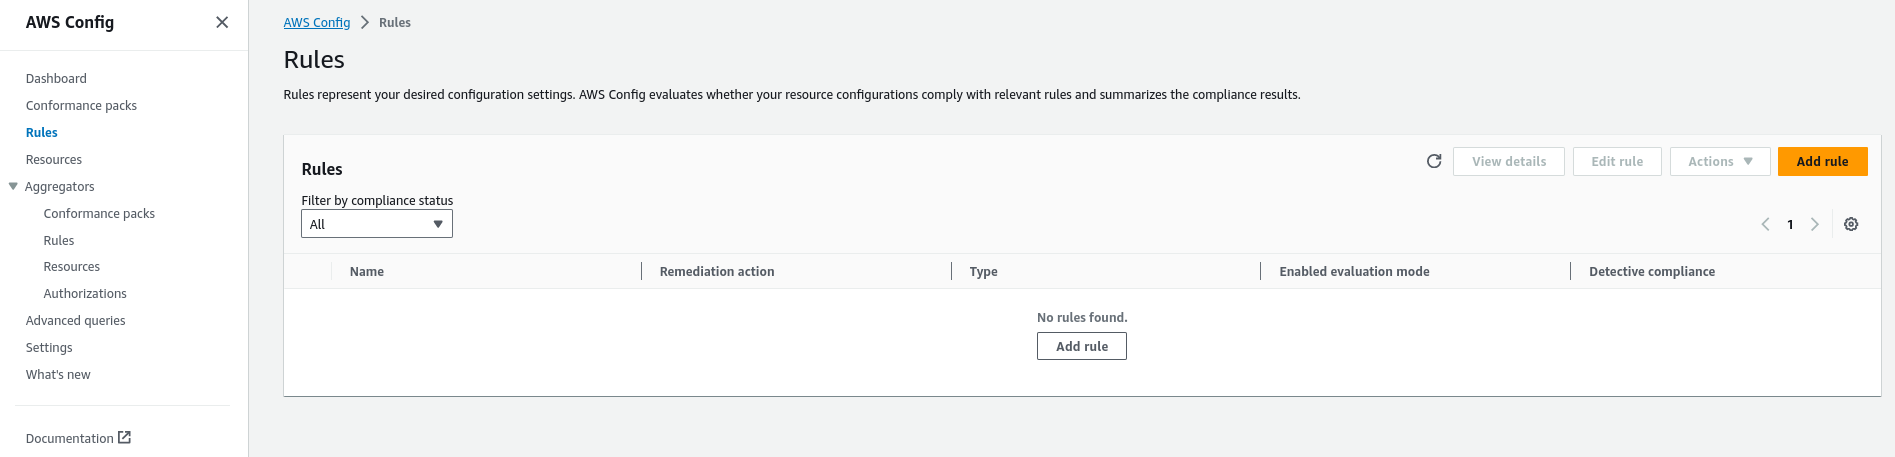 AWS Config
Dashboard
Conformance packs
Rules
Resources
Aggregators
Conformance packs
Rules
Resources
Authorizations
Advanced queries
Settings
What's new
Documentation
AWS Config > Rules
Rules
Rules represent your desired configuration settings. AWS Config evaluates whether your resource configurations comply with relevant rules and summarizes the compliance results.
Rules
View details Edit rule Actions Add rule
Filter by compliance status
All
1
Name Remediation action Type Enabled evaluation mode Detective compliance
No rules found.
Add rule